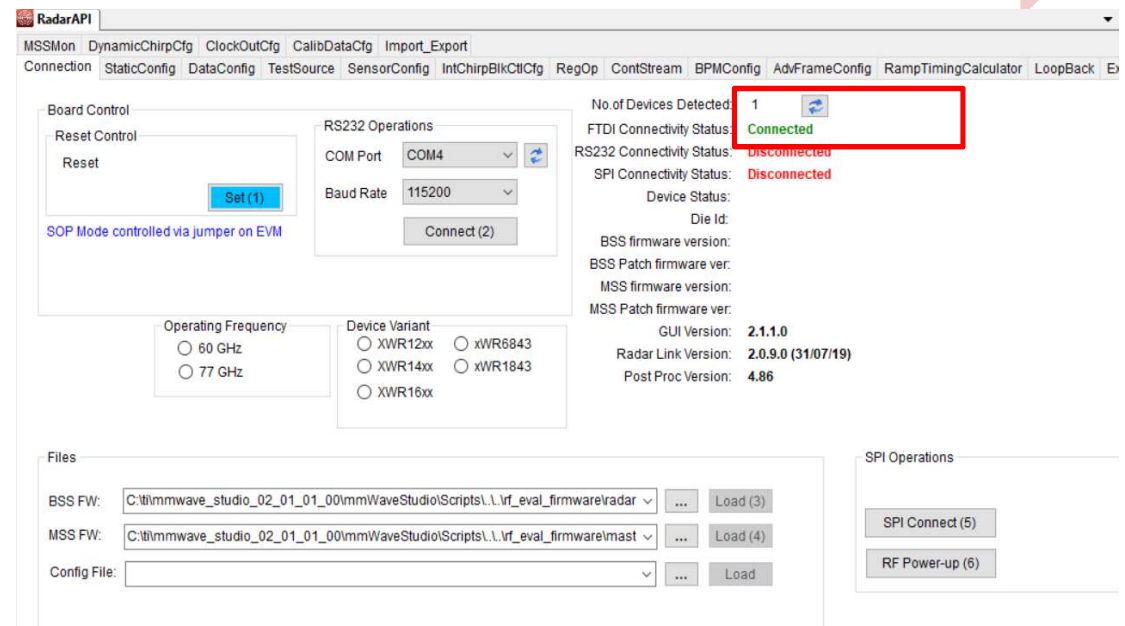 RadarAPI
MSSMon DynamicChirpCfg ClockOutCfg CalibDataCfg Import_Export
Connection StaticConfig DataConfig TestSource SensorConfig IntChirpBlkCtlCfg RegOp ContStream BPMConfig AdvFrameConfig RampTimingCalculator LoopBack Ex
Board Control
Reset Control
Reset
Set (1)
SOP Mode controlled via jumper on EVM
RS232 Operations
COM Port COM4
Baud Rate 115200
Connect (2)
No.of Devices Detected: 1
FTDI Connectivity Status: Connected
RS232 Connectivity Status: Disconnected
SPI Connectivity Status: Disconnected
Device Status:
Die Id:
BSS firmware version:
BSS Patch firmware ver:
MSS firmware version:
MSS Patch firmware ver:
GUI Version: 2.1.1.0
Radar Link Version: 2.0.9.0 (31/07/19)
Post Proc Version: 4.86
Operating Frequency
60 GHz
77 GHz
Device Variant
XWR12xx xWR6843
XWR14xx xWR1843
XWR16xx
Files
BSS FW: C:\ti\mmwave_studio_02_01_01_00\mmWaveStudio\Scripts\..\..\rf_eval_firmware\radar ... Load (3)
MSS FW: C:\ti\mmwave_studio_02_01_01_00\mmWaveStudio\Scripts\..\..\rf_eval_firmware\mast ... Load (4)
Config File: ... Load
SPI Operations
SPI Connect (5)
RF Power-up (6)